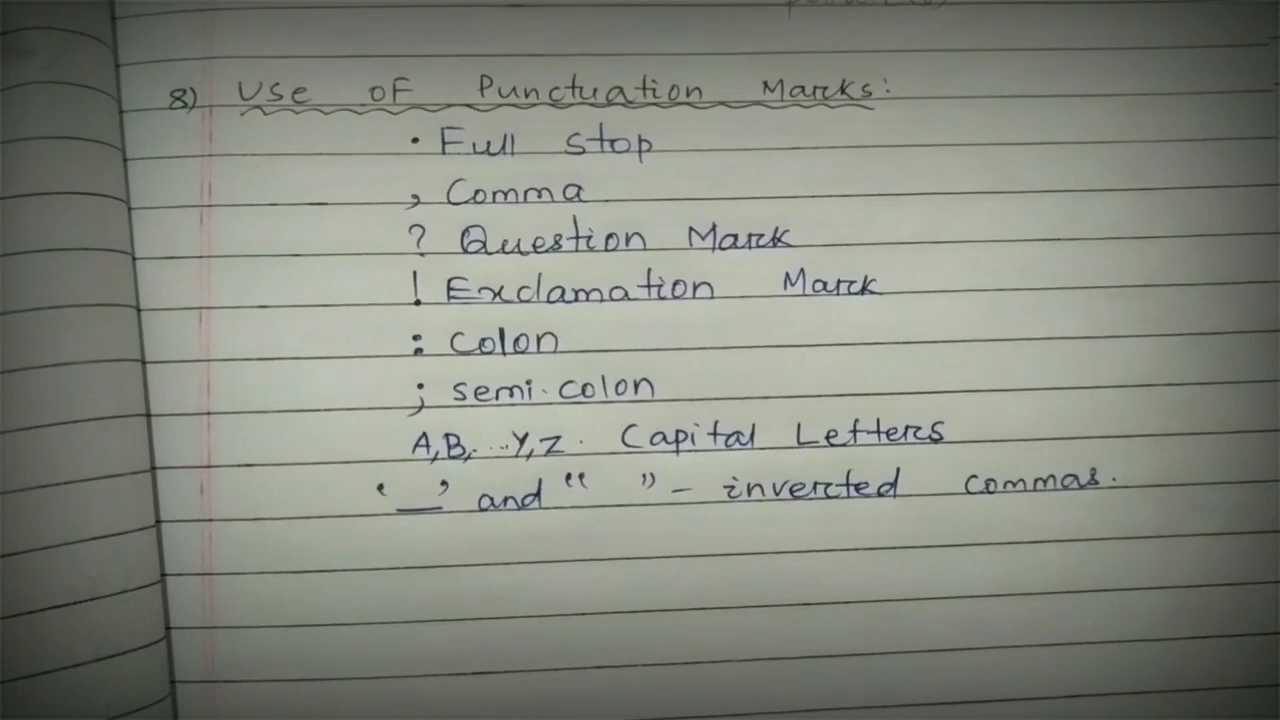 8) Use of Punctuation Marks:
. Full stop
, Comma
? Question Mark
! Exclamation Mark
: Colon
; semi-colon
A,B,...Y,Z. Capital Letters
‘ _ ’ and “ ” - inverted commas.